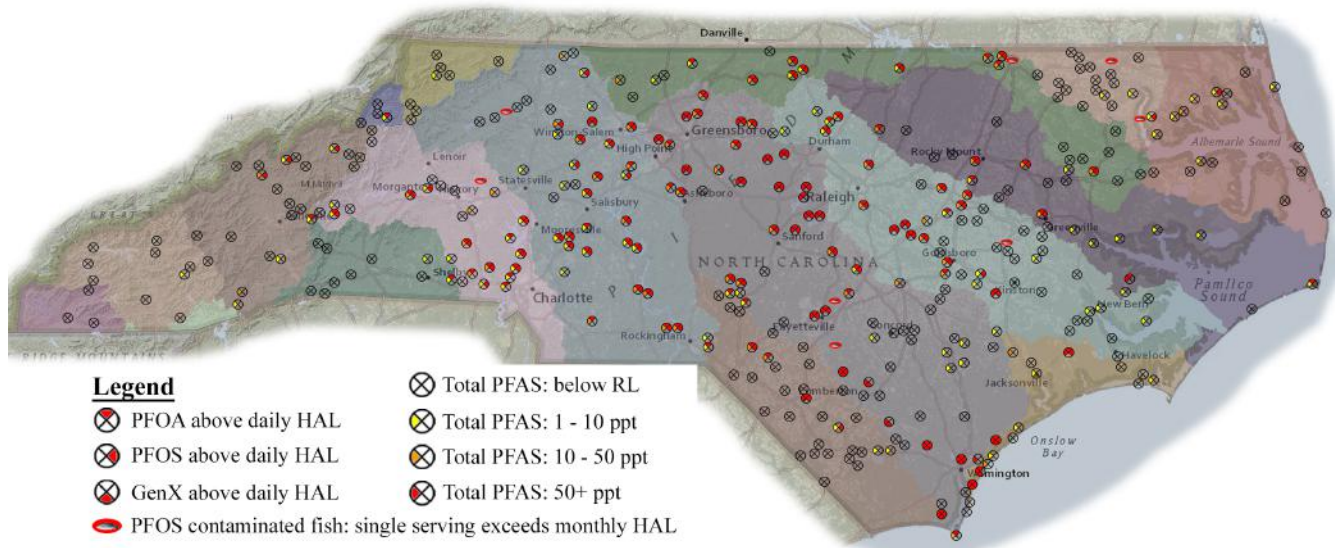 Danville
Albemarle Sound
Winston-Salem
Greensboro
High Point
Durham
Rocky Mount
Lenoir
Morganton
Hickory
Statesville
Raleigh
Asheboro
Salisbury
Mooresville
Greenville
Sanford
Goldsboro
NORTH CAROLINA
Shelby
Kinston
Pamlico
Sound
Charlotte
New Bern
Fayetteville
Concord
Rockingham
RIDGE MOUNTAINS
Havelock
Jacksonville
Lumberton
Onslow
Bay
Wilmington
Legend
PFOA above daily HAL
PFOS above daily HAL
GenX above daily HAL
PFOS contaminated fish: single serving exceeds monthly HAL
Total PFAS: below RL
Total PFAS: 1 - 10 ppt
Total PFAS: 10 - 50 ppt
Total PFAS: 50+ ppt